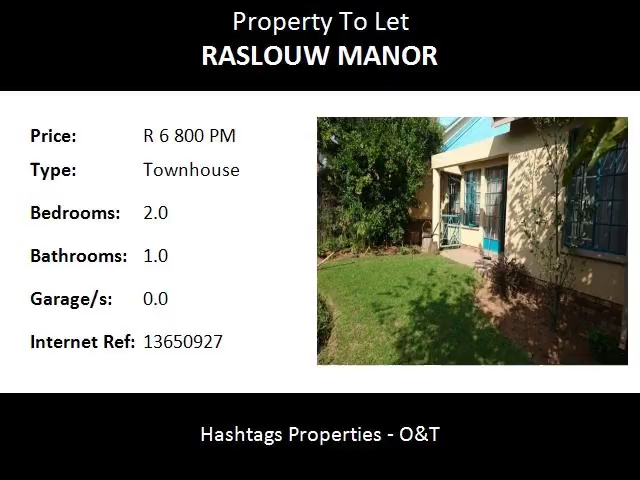 Property To Let
RASLOUW MANOR
Price: R 6 800 PM
Type: Townhouse
Bedrooms: 2.0
Bathrooms: 1.0
Garage/s: 0.0
Internet Ref: 13650927
Hashtags Properties - O&T